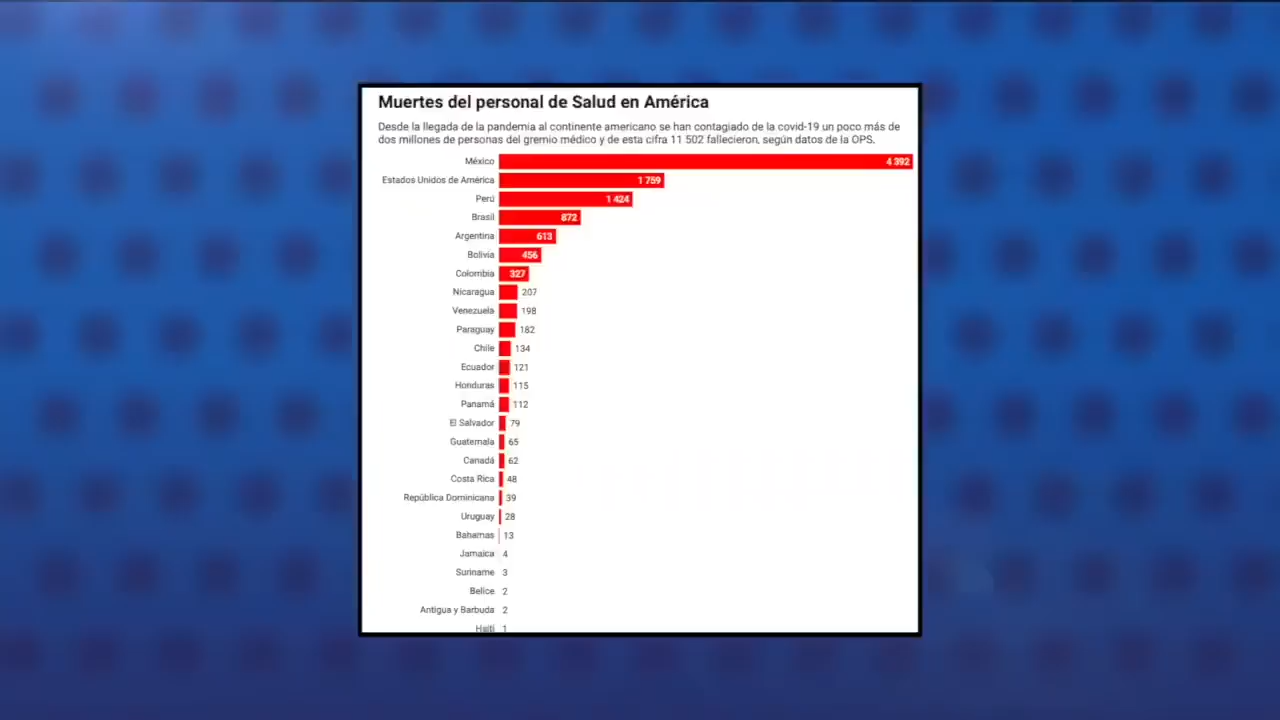 Muertes del personal de Salud en América
Desde la llegada de la pandemia al continente americano se han contagiado de la covid-19 un poco más de
dos millones de personas del gremio médico y de esta cifra 11 502 fallecieron, según datos de la OPS.
México 4 392
Estados Unidos de América 1 759
Perú 1 424
Brasil 872
Argentina 613
Bolivia 456
Colombia 327
Nicaragua 207
Venezuela 198
Paraguay 182
Chile 134
Ecuador 121
Honduras 115
Panamá 112
El Salvador 79
Guatemala 65
Canadá 62
Costa Rica 48
República Dominicana 39
Uruguay 28
Bahamas 13
Jamaica 4
Suriname 3
Belice 2
Antigua y Barbuda 2
Haití 1